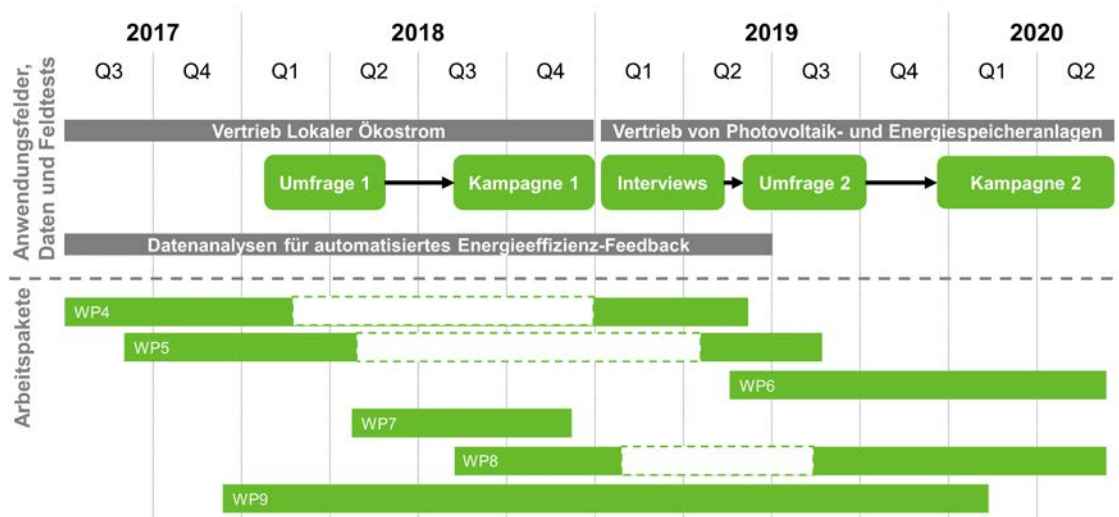 2017 2018 2019 2020
Q3 Q4 Q1 Q2 Q3 Q4 Q1 Q2 Q3 Q4 Q1 Q2
Anwendungsfelder,
Daten und Feldtests
Vertrieb Lokaler Ökostrom Vertrieb von Photovoltaik- und Energiespeicheranlagen
Umfrage 1 Kampagne 1 Interviews Umfrage 2 Kampagne 2
Datenanalysen für automatisiertes Energieeffizienz-Feedback
Arbeitspakete
WP4
WP5
WP6
WP7
WP8
WP9